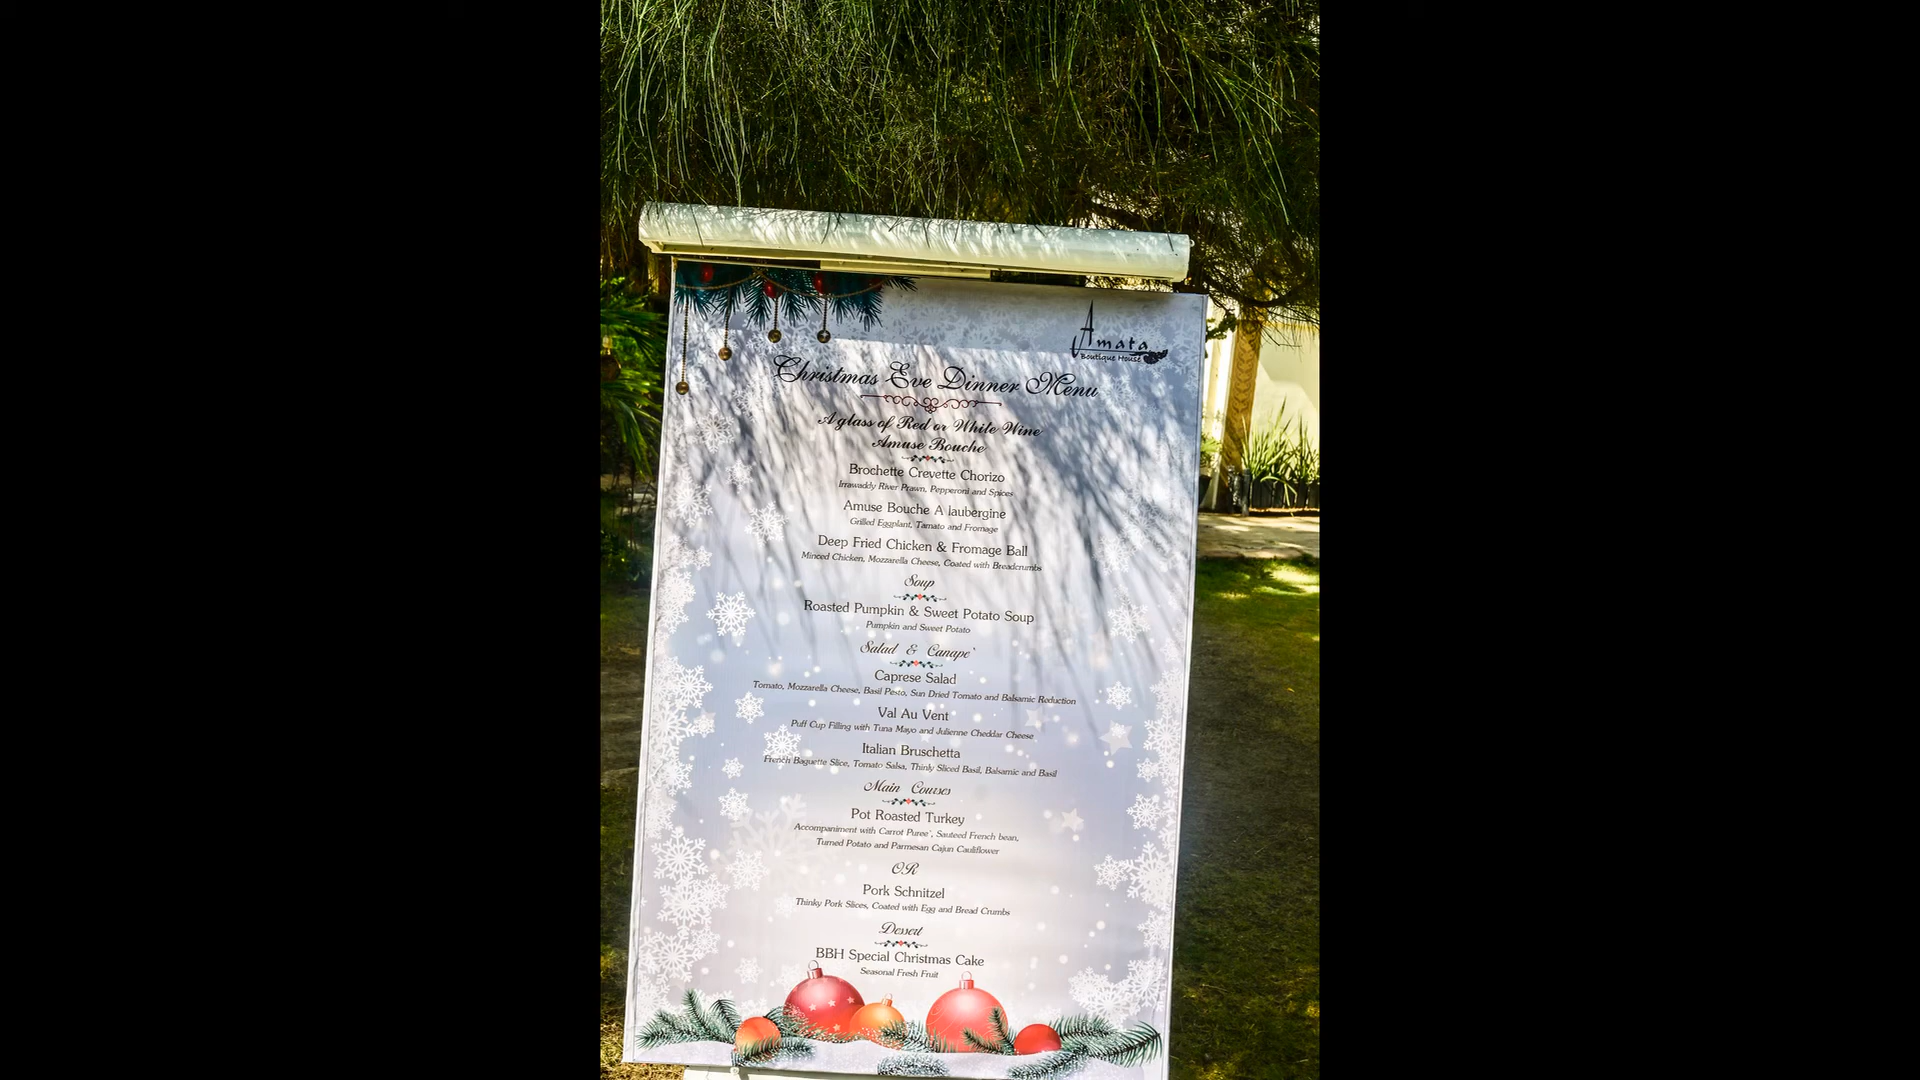 Amata
Boutique House
Christmas Eve Dinner Menu
A glass of Red or White Wine
Amuse Bouche
Brochette Crevette Chorizo
Irrawaddy River Prawn, Pepperoni and Spices
Amuse Bouche A laubergine
Grilled Eggplant, Tamato and Fromage
Deep Fried Chicken & Fromage Ball
Minced Chicken, Mozzarella Cheese, Coated with Breadcrumbs
Soup
Roasted Pumpkin & Sweet Potato Soup
Pumpkin and Sweet Potato
Salad & Canape`
Caprese Salad
Tomato, Mozzarella Cheese, Basil Pesto, Sun Dried Tomato and Balsamic Reduction
Val Au Vent
Puff Cup Filling with Tuna Mayo and Julienne Cheddar Cheese
Italian Bruschetta
French Baguette Slice, Tomato Salsa, Thinly Sliced Basil, Balsamic and Basil
Main Courses
Pot Roasted Turkey
Accompaniment with Carrot Puree`, Sauteed French bean,
Turned Potato and Parmesan Cajun Cauliflower
OR
Pork Schnitzel
Thinky Pork Slices, Coated with Egg and Bread Crumbs
Dessert
BBH Special Christmas Cake
Seasonal Fresh Fruit